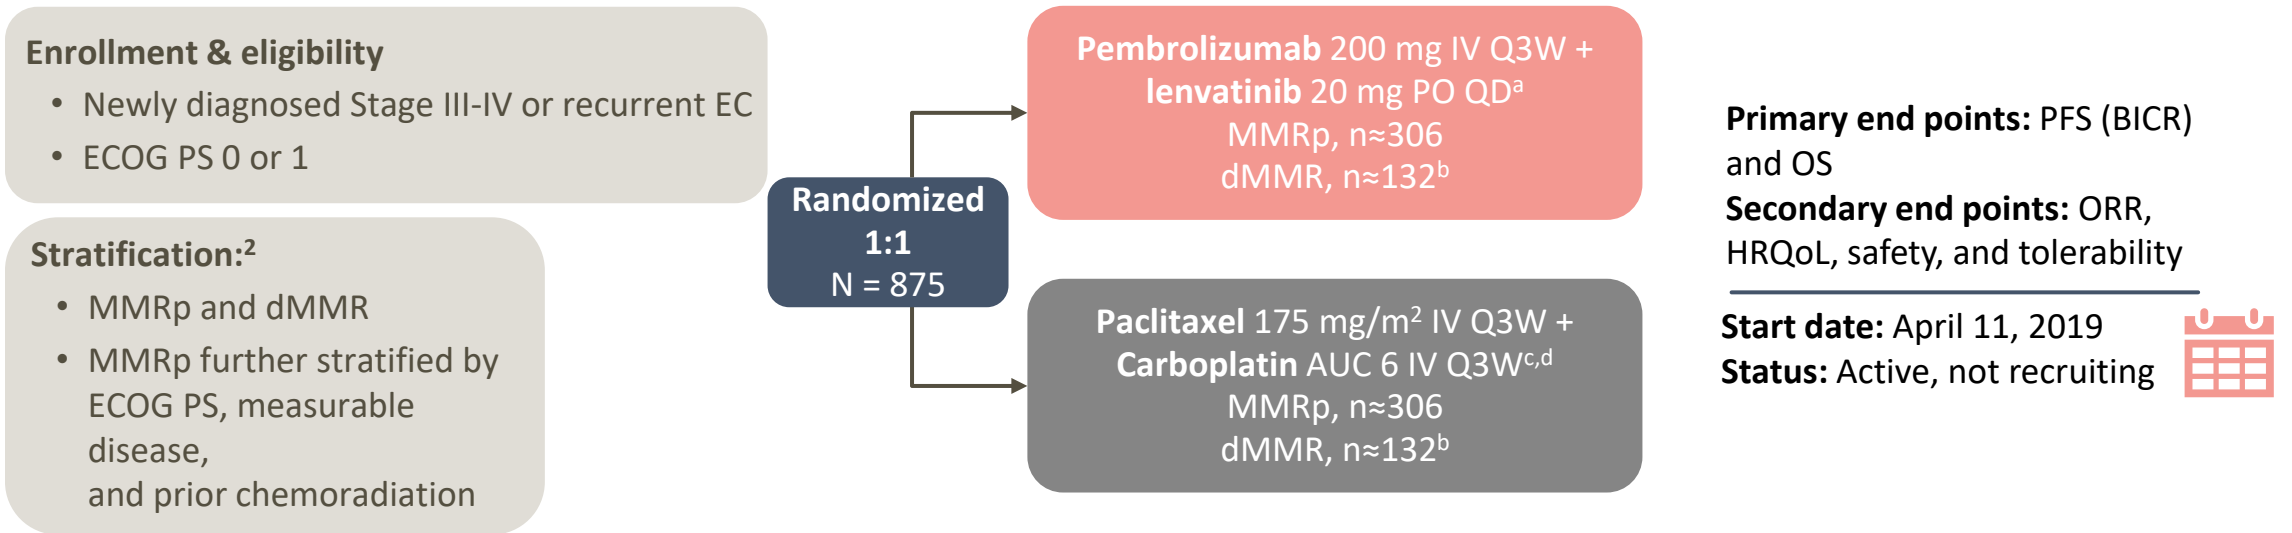 Enrollment & eligibility
• Newly diagnosed Stage III-IV or recurrent EC
• ECOG PS 0 or 1
Stratification:²
• MMRp and dMMR
• MMRp further stratified by
ECOG PS, measurable
disease,
and prior chemoradiation
Randomized
1:1
N = 875
Pembrolizumab 200 mg IV Q3W +
lenvatinib 20 mg PO QDᵃ
MMRp, n≈306
dMMR, n≈132ᵇ
Paclitaxel 175 mg/m² IV Q3W +
Carboplatin AUC 6 IV Q3Wᶜ,ᵈ
MMRp, n≈306
dMMR, n≈132ᵇ
Primary end points: PFS (BICR)
and OS
Secondary end points: ORR,
HRQoL, safety, and tolerability
Start date: April 11, 2019
Status: Active, not recruiting